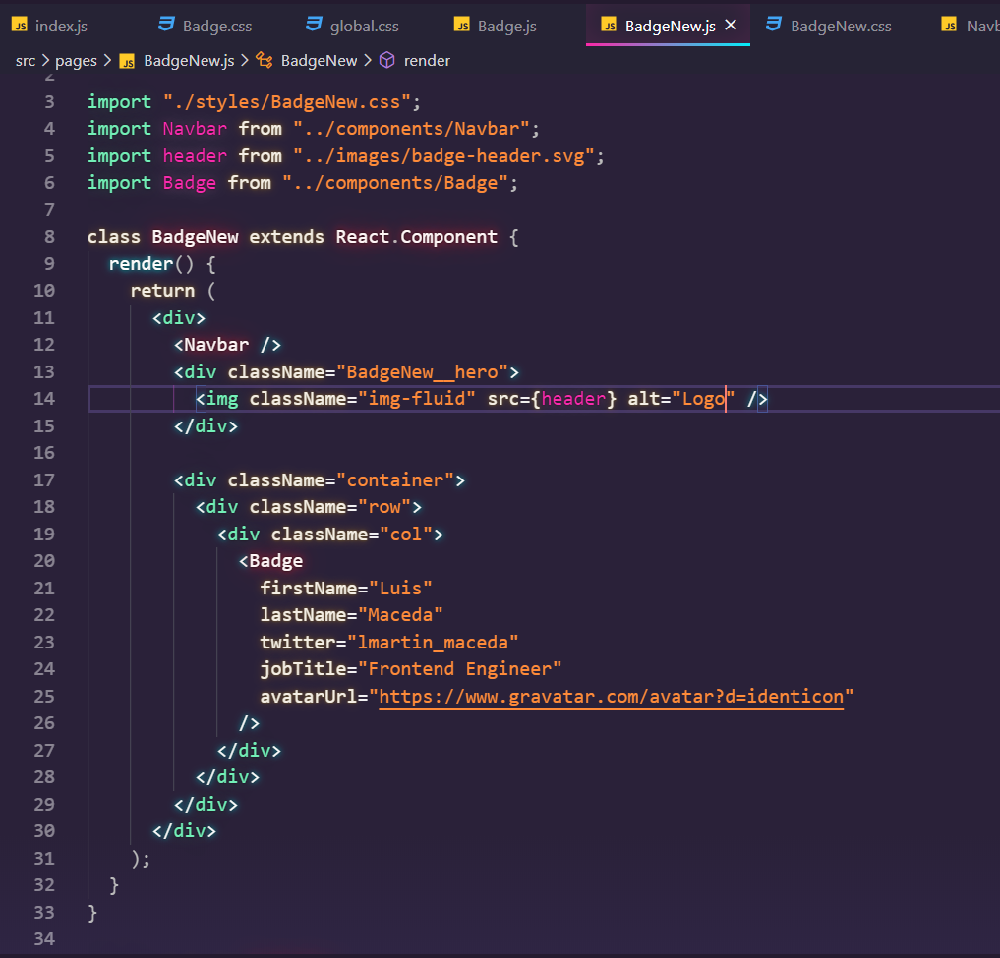 index.js Badge.css global.css Badge.js BadgeNew.js BadgeNew.css
src > pages > BadgeNew.js > BadgeNew > render
2
3 import "./styles/BadgeNew.css";
4 import Navbar from "../components/Navbar";
5 import header from "../images/badge-header.svg";
6 import Badge from "../components/Badge";
7
8 class BadgeNew extends React.Component {
9   render() {
10     return (
11       <div>
12         <Navbar />
13         <div className="BadgeNew__hero">
14           <img className="img-fluid" src={header} alt="Logo" />
15         </div>
16
17         <div className="container">
18           <div className="row">
19             <div className="col">
20               <Badge
21                 firstName="Luis"
22                 lastName="Maceda"
23                 twitter="lmartin_maceda"
24                 jobTitle="Frontend Engineer"
25                 avatarUrl="https://www.gravatar.com/avatar?d=identicon"
26               />
27             </div>
28           </div>
29         </div>
30       </div>
31     );
32   }
33 }
34